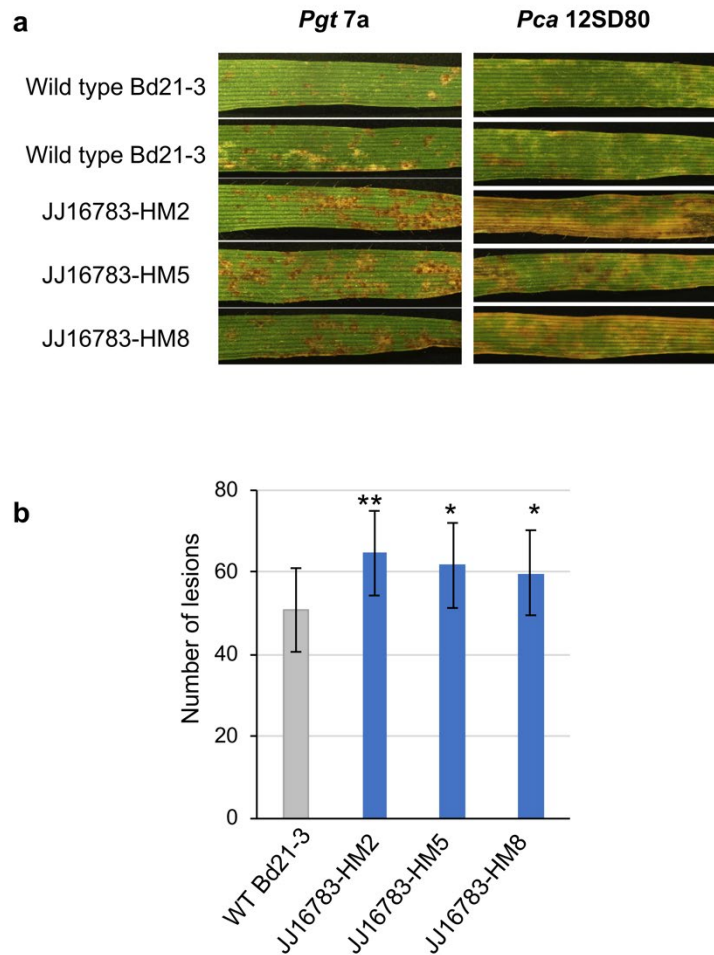 a
Pgt 7a
Pca 12SD80
Wild type Bd21-3
Wild type Bd21-3
JJ16783-HM2
JJ16783-HM5
JJ16783-HM8
b
Number of lesions
80
60
40
20
0
**
*
*
WT Bd21-3
JJ16783-HM2
JJ16783-HM5
JJ16783-HM8